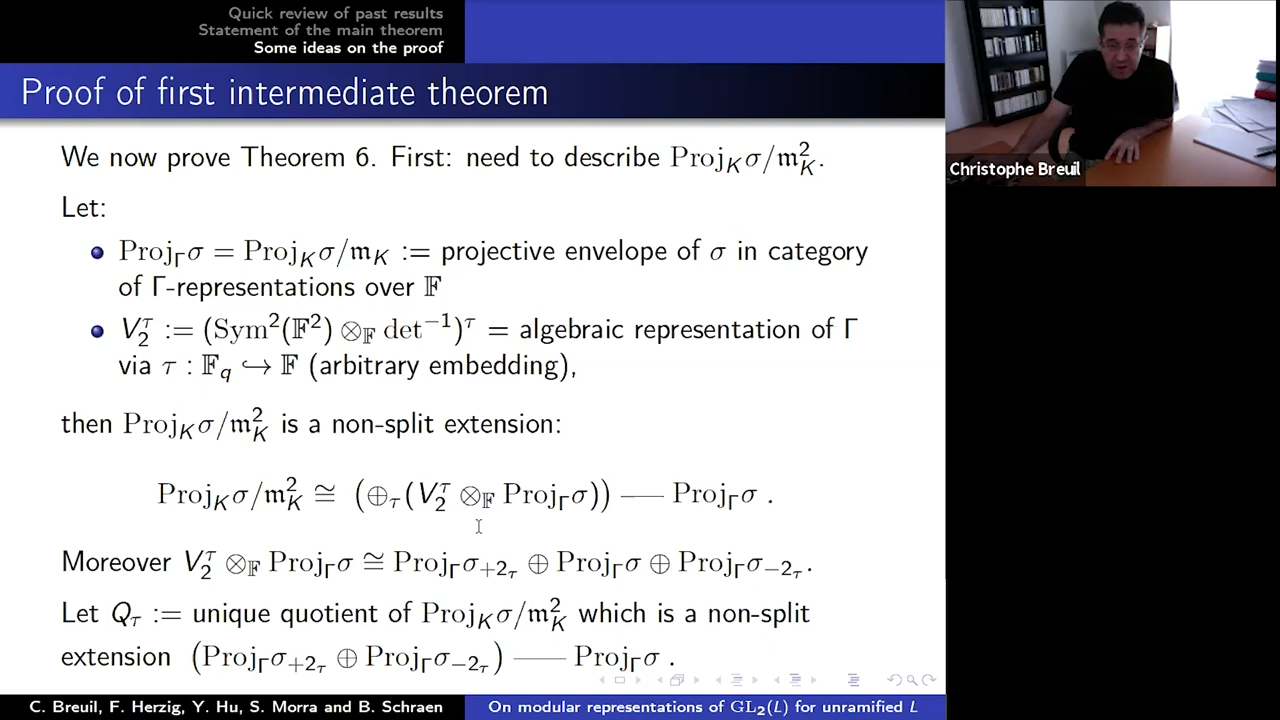 Quick review of past results
Statement of the main theorem
Some ideas on the proof
Proof of first intermediate theorem
We now prove Theorem 6. First: need to describe Proj_K σ/𝔪_K^2.
Let:
Proj_Γ σ = Proj_K σ/𝔪_K := projective envelope of σ in category
of Γ-representations over 𝔽
V_2^τ := (Sym^2(𝔽^2) ⊗_𝔽 det^{-1})^τ = algebraic representation of Γ
via τ : 𝔽_q ↪ 𝔽 (arbitrary embedding),
then Proj_K σ/𝔪_K^2 is a non-split extension:
Proj_K σ/𝔪_K^2 ≅ (⊕_τ(V_2^τ ⊗_𝔽 Proj_Γ σ)) — Proj_Γ σ .
Moreover V_2^τ ⊗_𝔽 Proj_Γ σ ≅ Proj_Γ σ_{+2_τ} ⊕ Proj_Γ σ ⊕ Proj_Γ σ_{-2_τ}.
Let Q_τ := unique quotient of Proj_K σ/𝔪_K^2 which is a non-split
extension (Proj_Γ σ_{+2_τ} ⊕ Proj_Γ σ_{-2_τ}) — Proj_Γ σ .
C. Breuil, F. Herzig, Y. Hu, S. Morra and B. Schraen
On modular representations of GL_2(L) for unramified L
Christophe Breuil